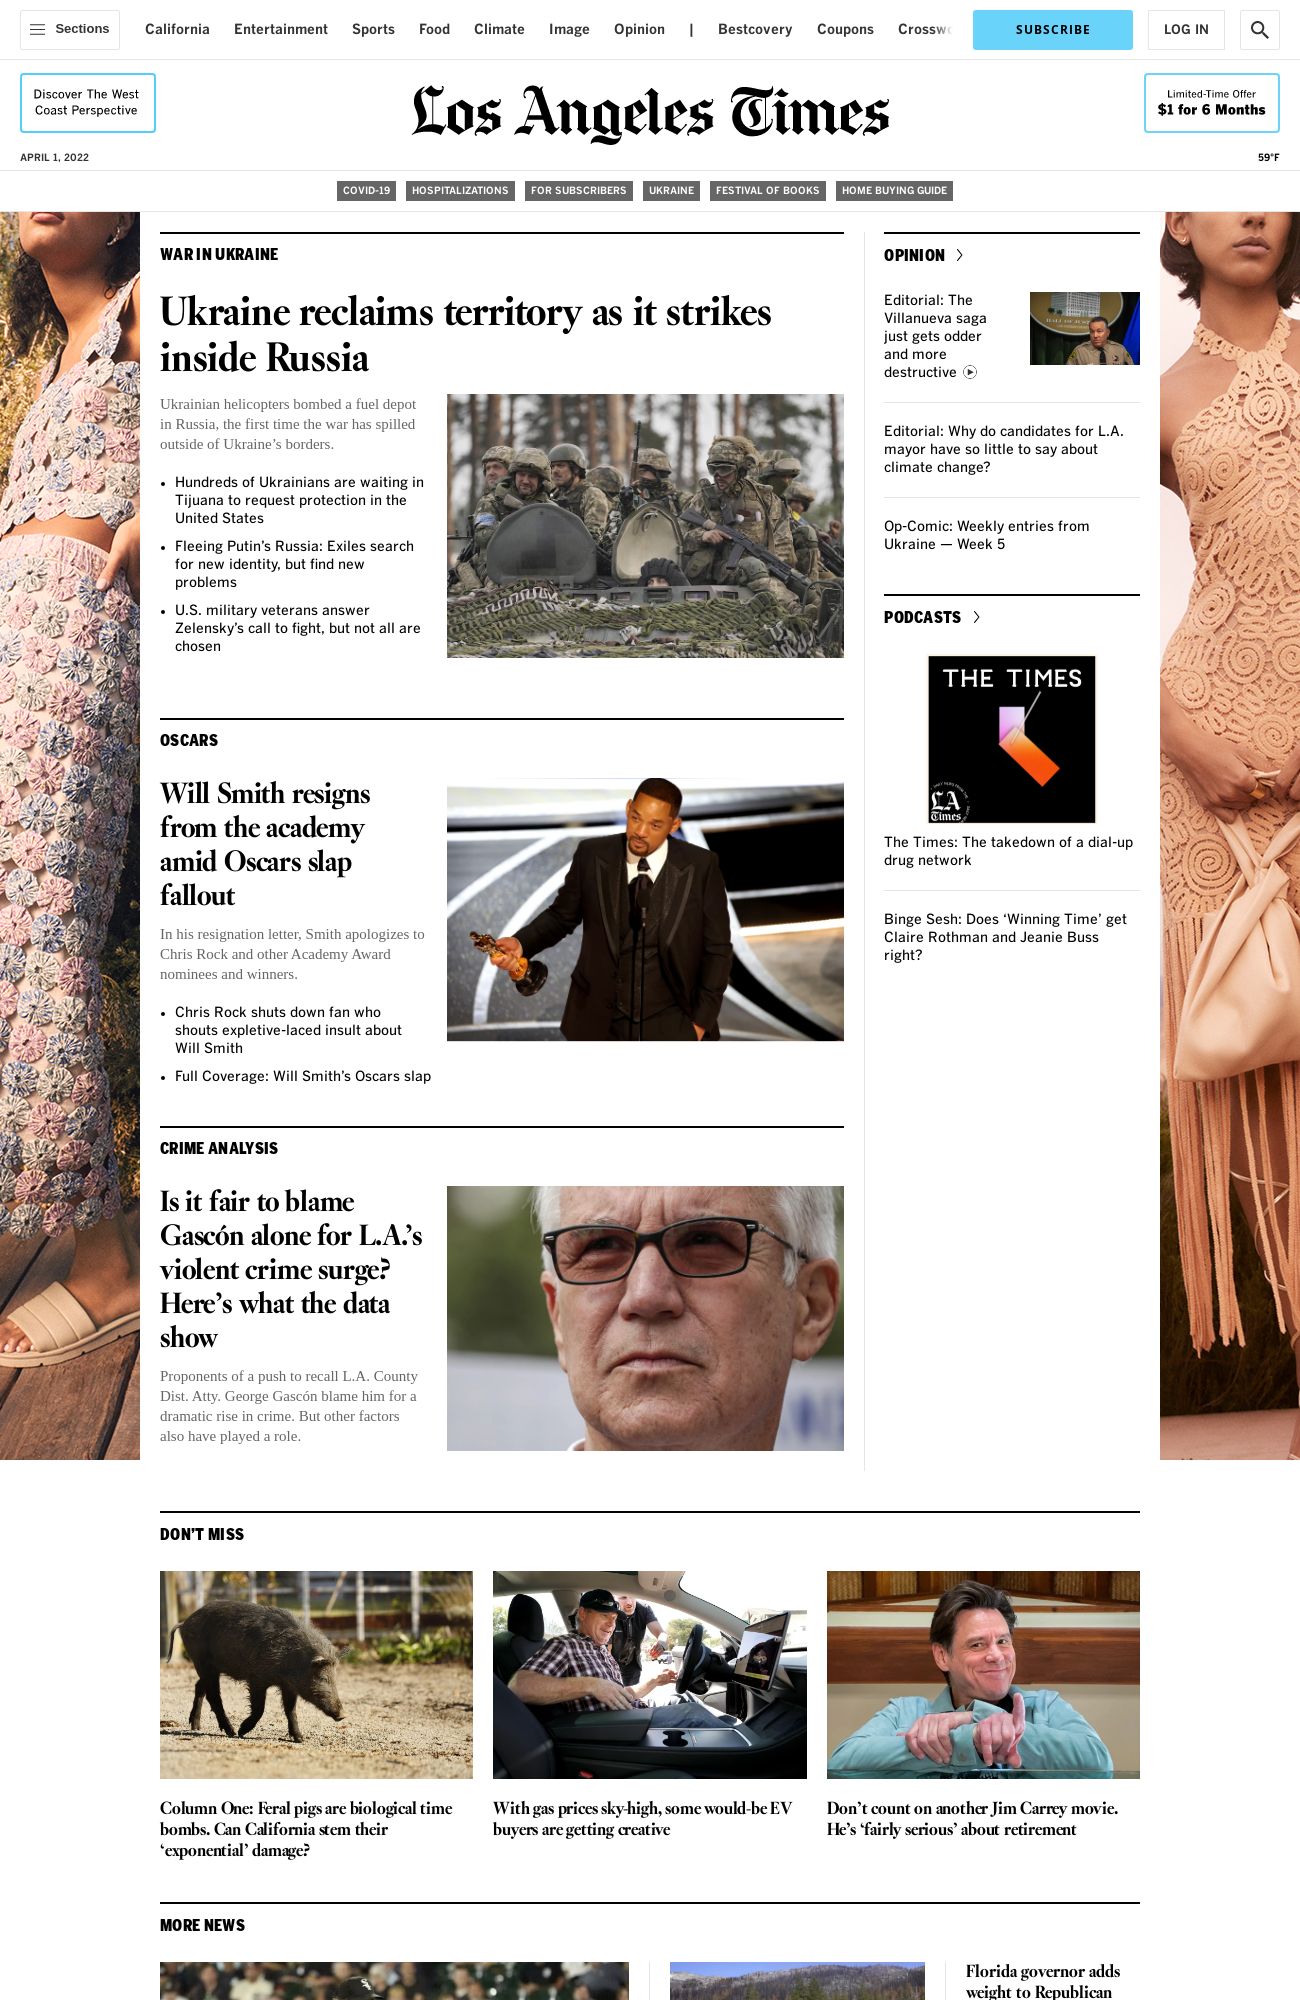 Sections
California
Entertainment
Sports
Food
Climate
Image
Opinion
|
Bestcovery
Coupons
Crossw
SUBSCRIBE
LOG IN
Discover The West
Coast Perspective
Los Angeles Times
Limited-Time Offer
$1 for 6 Months
APRIL 1, 2022
59°F
COVID-19
HOSPITALIZATIONS
FOR SUBSCRIBERS
UKRAINE
FESTIVAL OF BOOKS
HOME BUYING GUIDE
WAR IN UKRAINE
Ukraine reclaims territory as it strikes
inside Russia
Ukrainian helicopters bombed a fuel depot
in Russia, the first time the war has spilled
outside of Ukraine’s borders.
• Hundreds of Ukrainians are waiting in
Tijuana to request protection in the
United States
• Fleeing Putin’s Russia: Exiles search
for new identity, but find new
problems
• U.S. military veterans answer
Zelensky’s call to fight, but not all are
chosen
OSCARS
Will Smith resigns
from the academy
amid Oscars slap
fallout
In his resignation letter, Smith apologizes to
Chris Rock and other Academy Award
nominees and winners.
• Chris Rock shuts down fan who
shouts expletive-laced insult about
Will Smith
• Full Coverage: Will Smith’s Oscars slap
CRIME ANALYSIS
Is it fair to blame
Gascón alone for L.A.’s
violent crime surge?
Here’s what the data
show
Proponents of a push to recall L.A. County
Dist. Atty. George Gascón blame him for a
dramatic rise in crime. But other factors
also have played a role.
OPINION
Editorial: The
Villanueva saga
just gets odder
and more
destructive
Editorial: Why do candidates for L.A.
mayor have so little to say about
climate change?
Op-Comic: Weekly entries from
Ukraine — Week 5
PODCASTS
THE TIMES
LA
Times
The Times: The takedown of a dial-up
drug network
Binge Sesh: Does ‘Winning Time’ get
Claire Rothman and Jeanie Buss
right?
DON’T MISS
Column One: Feral pigs are biological time
bombs. Can California stem their
‘exponential’ damage?
With gas prices sky-high, some would-be EV
buyers are getting creative
Don’t count on another Jim Carrey movie.
He’s ‘fairly serious’ about retirement
MORE NEWS
Florida governor adds
weight to Republican